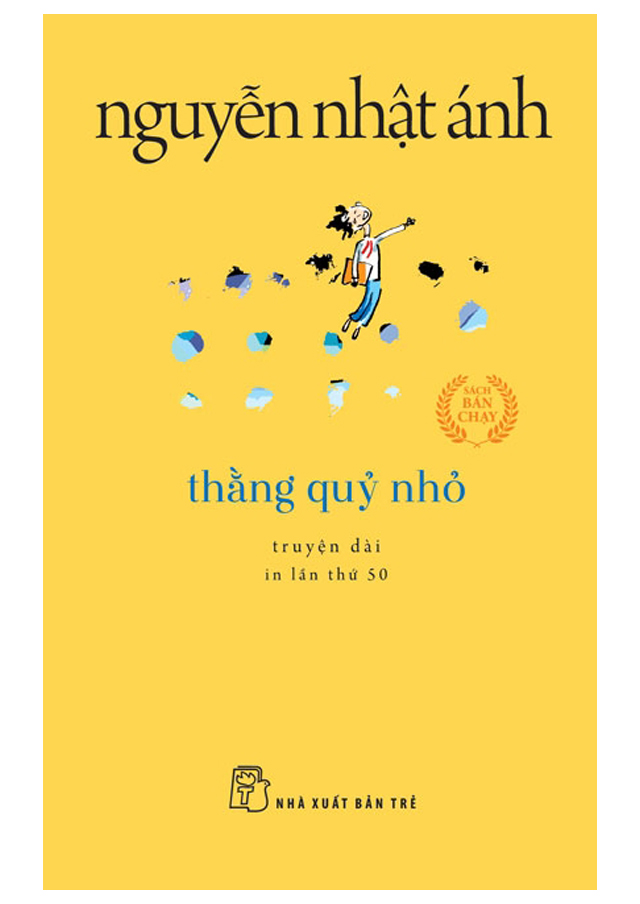 nguyễn nhật ánh
SÁCH
BÁN
CHẠY
thằng quỷ nhỏ
truyện dài
in lần thứ 50
T
NHÀ XUẤT BẢN TRẺ